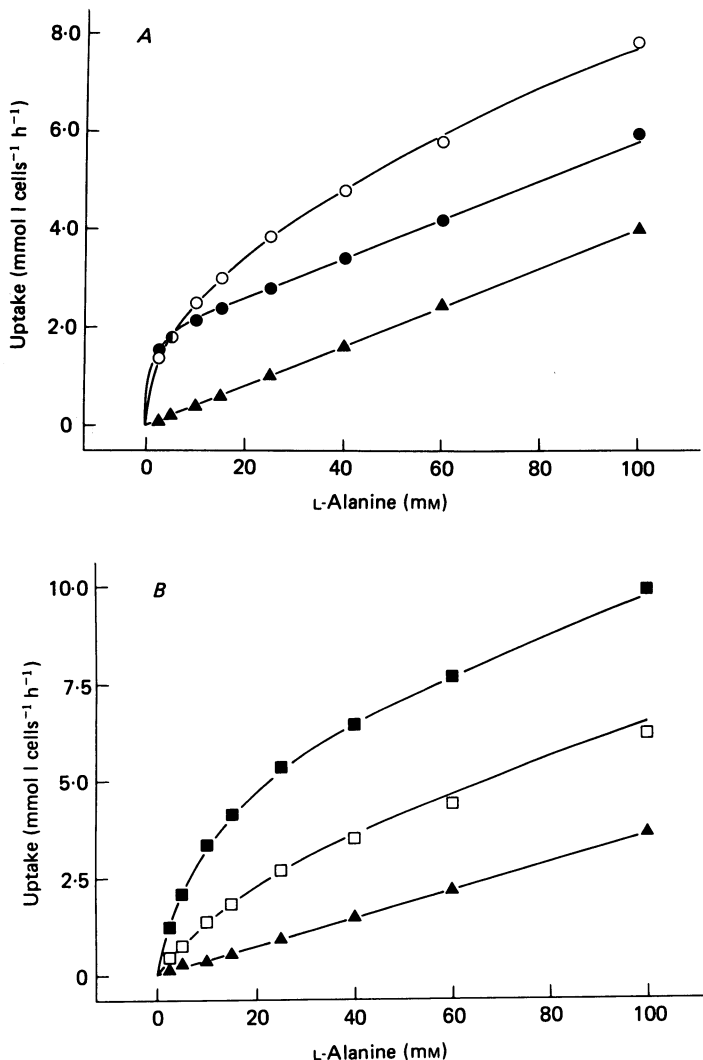 A
8·0
6·0
4·0
2·0
0
Uptake (mmol l cells⁻¹ h⁻¹)
0 20 40 60 80 100
L-Alanine (mM)
B
10·0
7.5
5·0
2·5
0
Uptake (mmol l cells⁻¹ h⁻¹)
0 20 40 60 80 100
L-Alanine (mM)